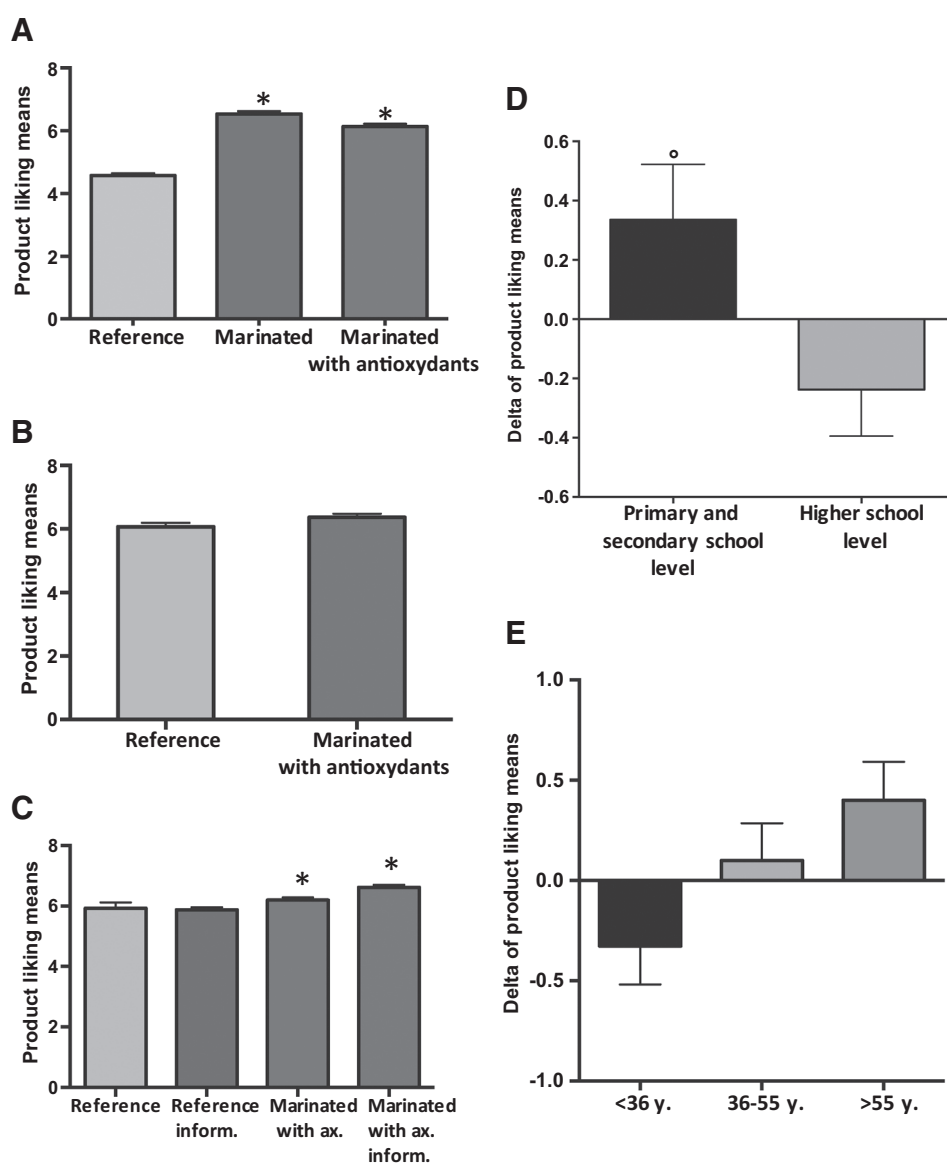 A
Product liking means
8
6
4
2
0
*
*
Reference
Marinated
Marinated
with antioxydants
B
Product liking means
8
6
4
2
0
Reference
Marinated
with antioxydants
C
Product liking means
8
6
4
2
0
*
*
Reference
Reference
inform.
Marinated
with ax.
Marinated
with ax.
inform.
D
Delta of product liking means
0.6
0.4
0.2
0.0
-0.2
-0.4
-0.6
°
Primary and
secondary school
level
Higher school
level
E
Delta of product liking means
1.0
0.5
0.0
-0.5
-1.0
<36 y.
36-55 y.
>55 y.